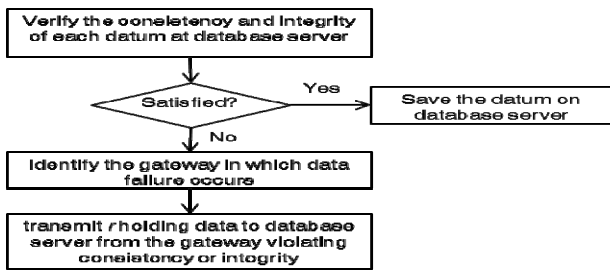 Verify the consistency and integrity
of each datum at database server
Satisfied?
Yes
Save the datum on
database server
No
Identify the gateway in which data
failure occurs
transmit r holding data to database
server from the gateway violating
consistency or integrity